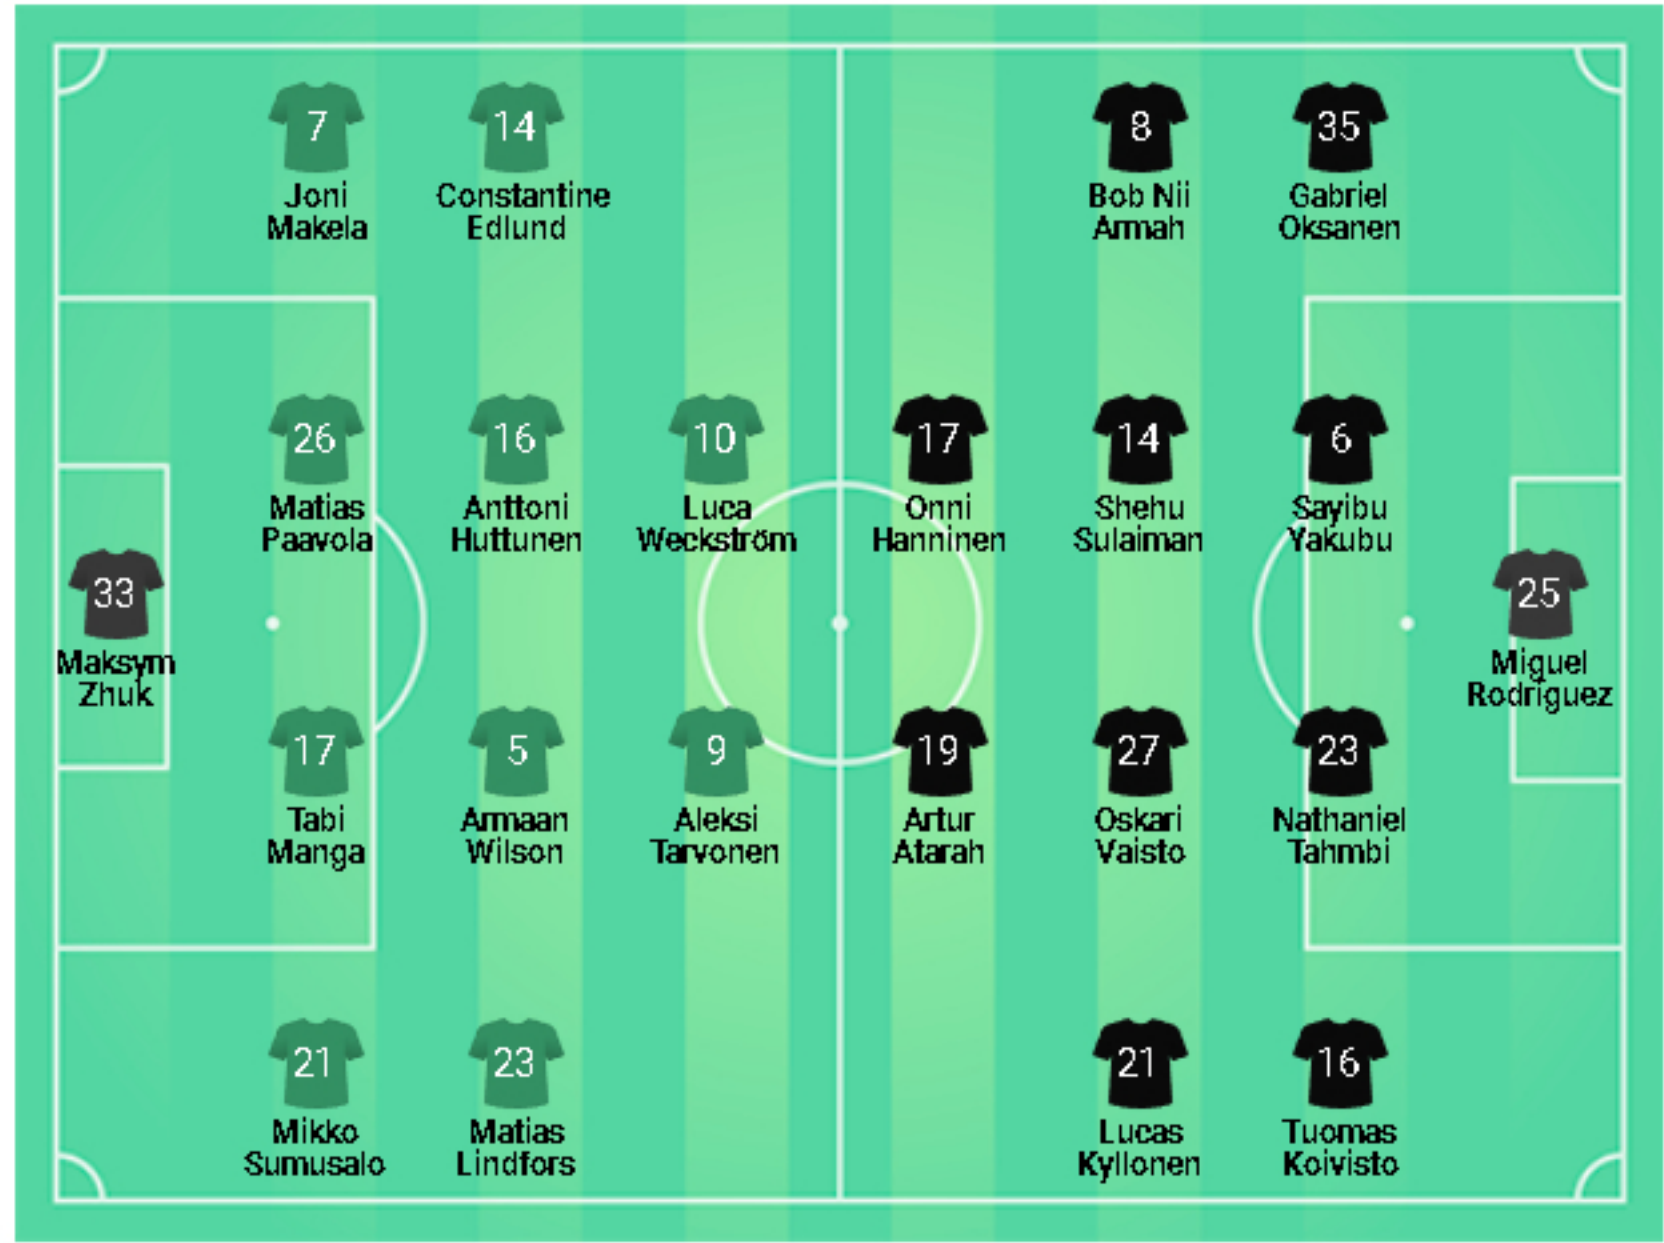 7
Joni
Makela
14
Constantine
Edlund
8
Bob Nii
Armah
35
Gabriel
Oksanen
26
Matias
Paavola
16
Anttoni
Huttunen
10
Luca
Weckström
17
Onni
Hanninen
14
Shehu
Sulaiman
6
Sayibu
Yakubu
33
Maksym
Zhuk
25
Miguel
Rodriguez
17
Tabi
Manga
5
Armaan
Wilson
9
Aleksi
Tarvonen
19
Artur
Atarah
27
Oskari
Vaisto
23
Nathaniel
Tahmbi
21
Mikko
Sumusalo
23
Matias
Lindfors
21
Lucas
Kyllonen
16
Tuomas
Koivisto